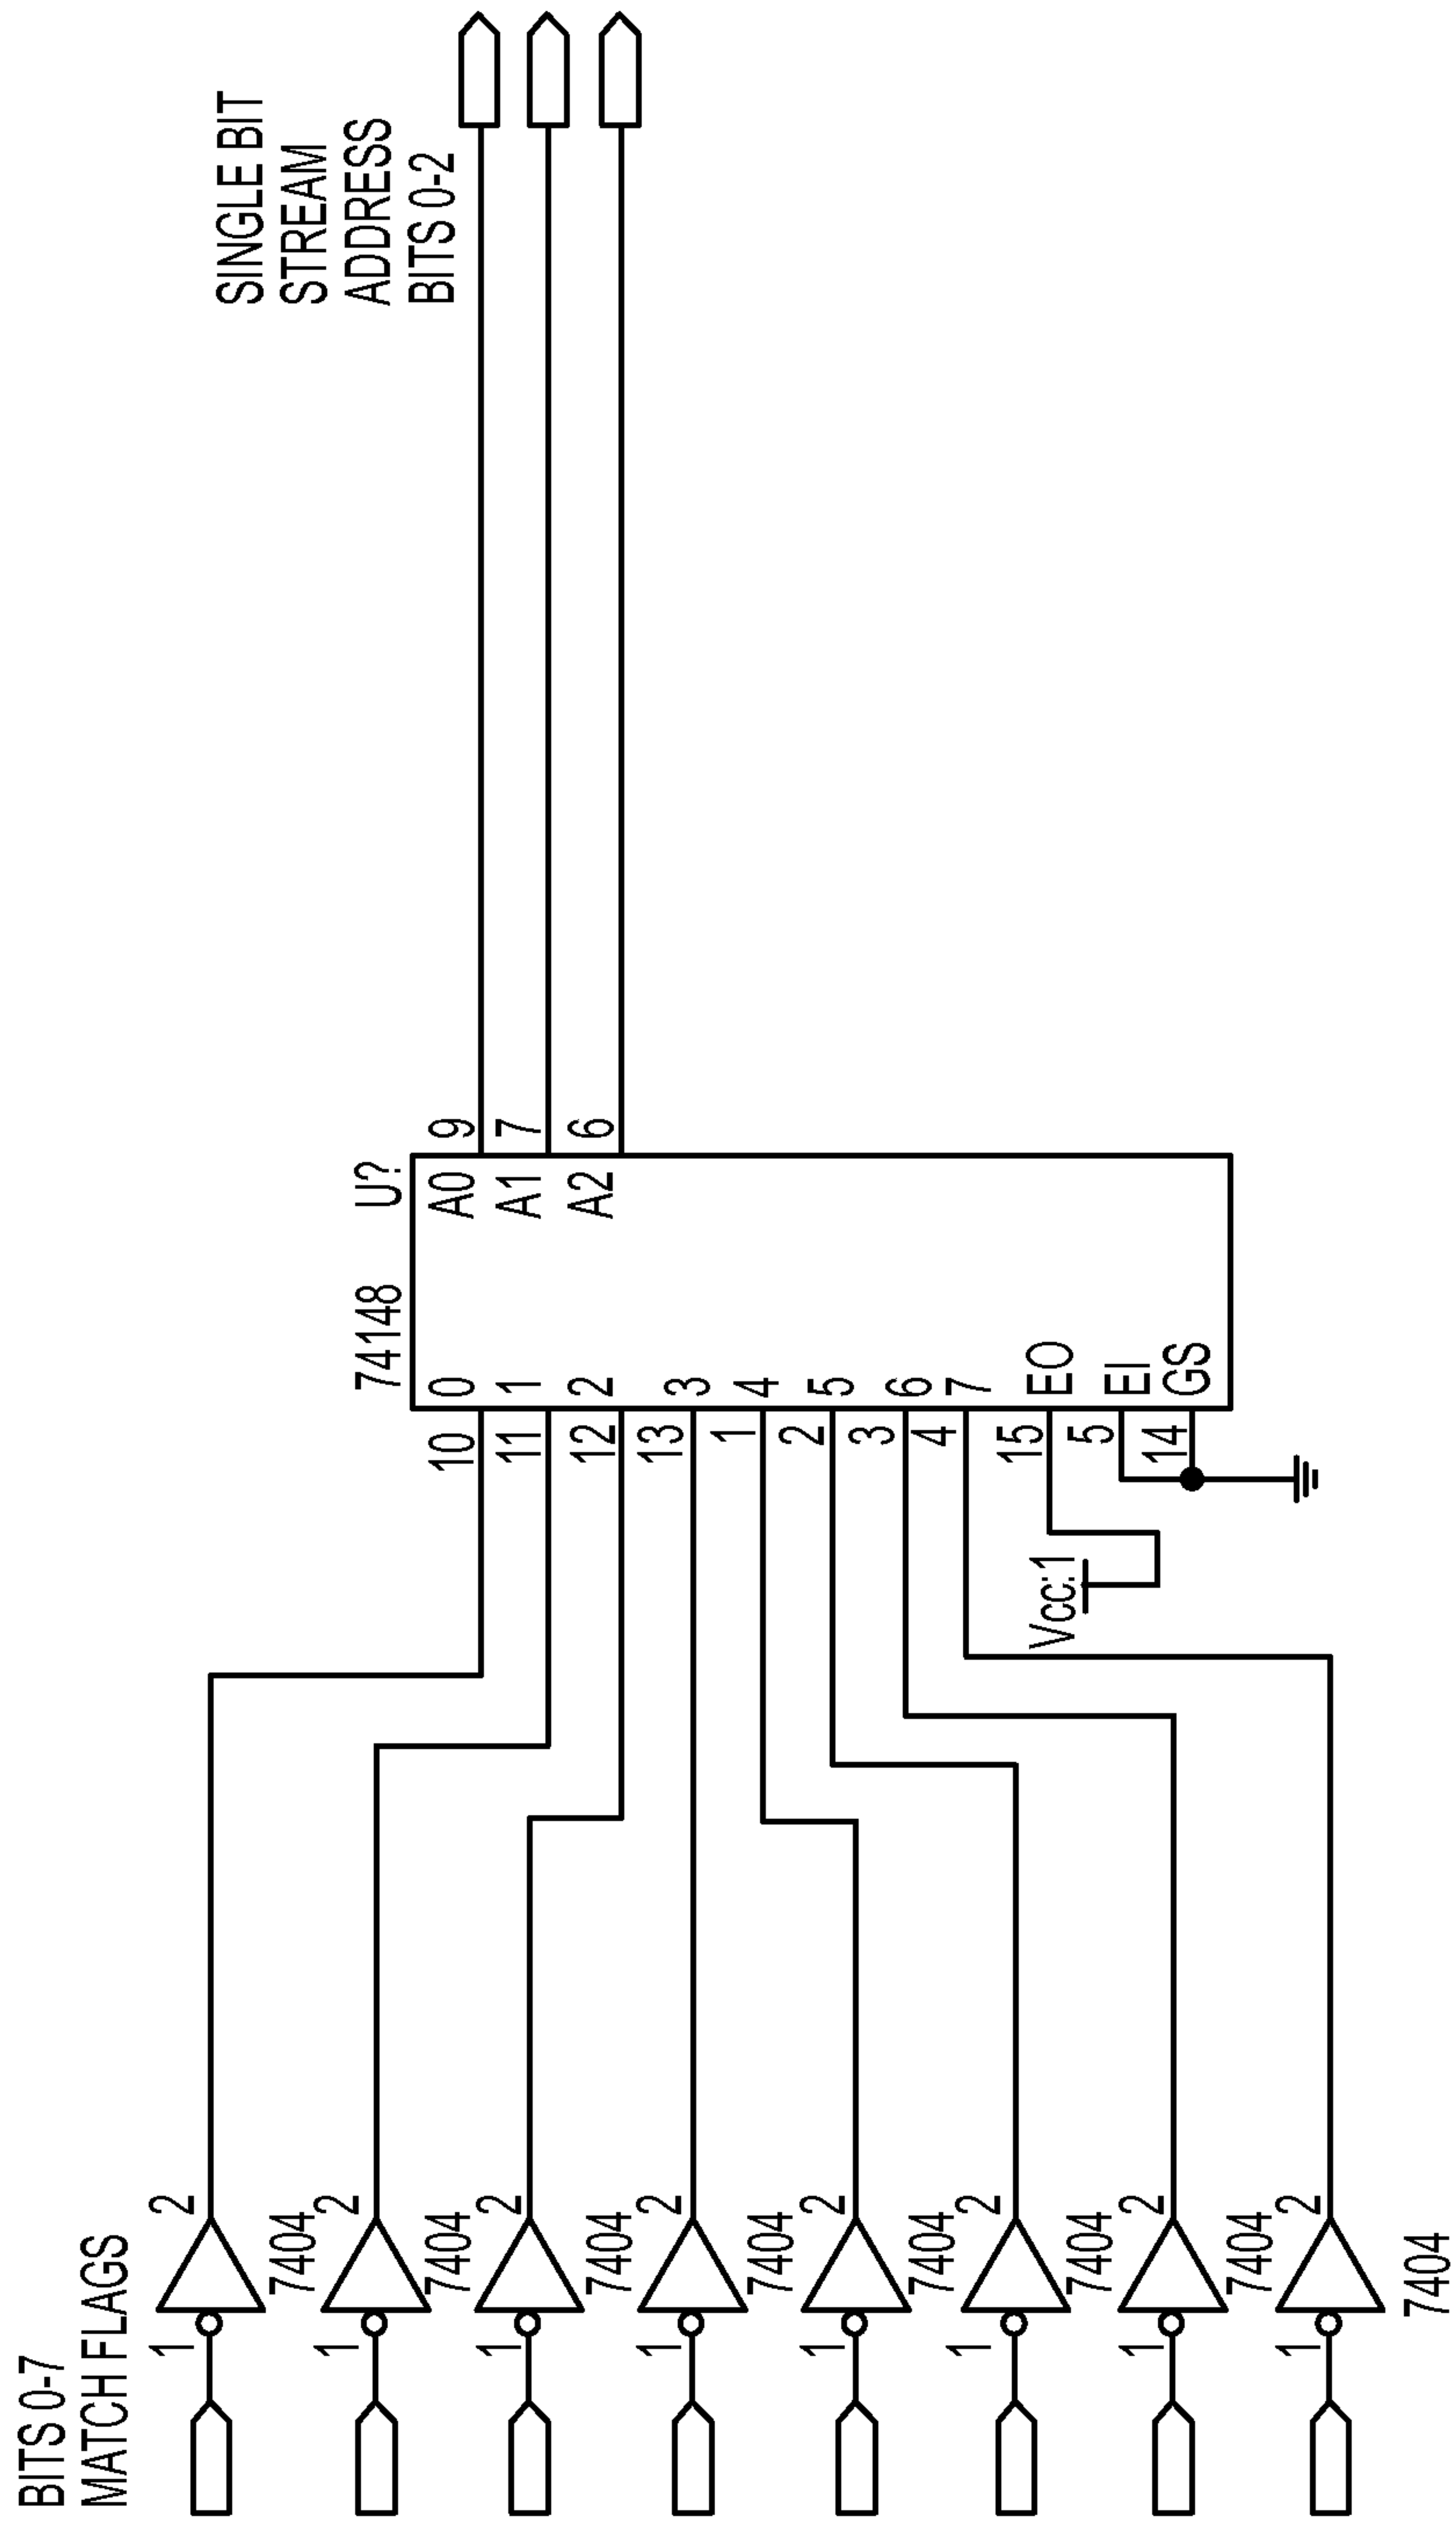 BITS 0-7
MATCH FLAGS
1 2
7404
1 2
7404
1 2
7404
1 2
7404
1 2
7404
1 2
7404
1 2
7404
1 2
7404
74148 U?
10 0 A0 9
11 1 A1 7
12 2 A2 6
13 3
1 4
2 5
3 6
4 7
15 EO
5 EI
14 GS
Vcc:1
SINGLE BIT
STREAM
ADDRESS
BITS 0-2